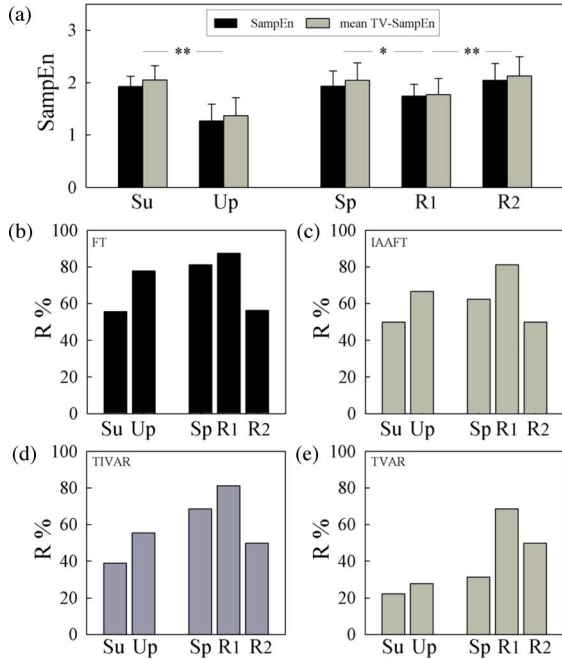 (a)
SampEn
mean TV-SampEn
3
**
*
**
SampEn
2
1
0
Su
Up
Sp
R1
R2
(b)
(c)
100
FT
80
R %
60
40
20
0
Su Up Sp R1 R2
100
IAAFT
80
R %
60
40
20
0
Su Up Sp R1 R2
(d)
(e)
100
TIVAR
80
R %
60
40
20
0
Su Up Sp R1 R2
100
TVAR
80
R %
60
40
20
0
Su Up Sp R1 R2